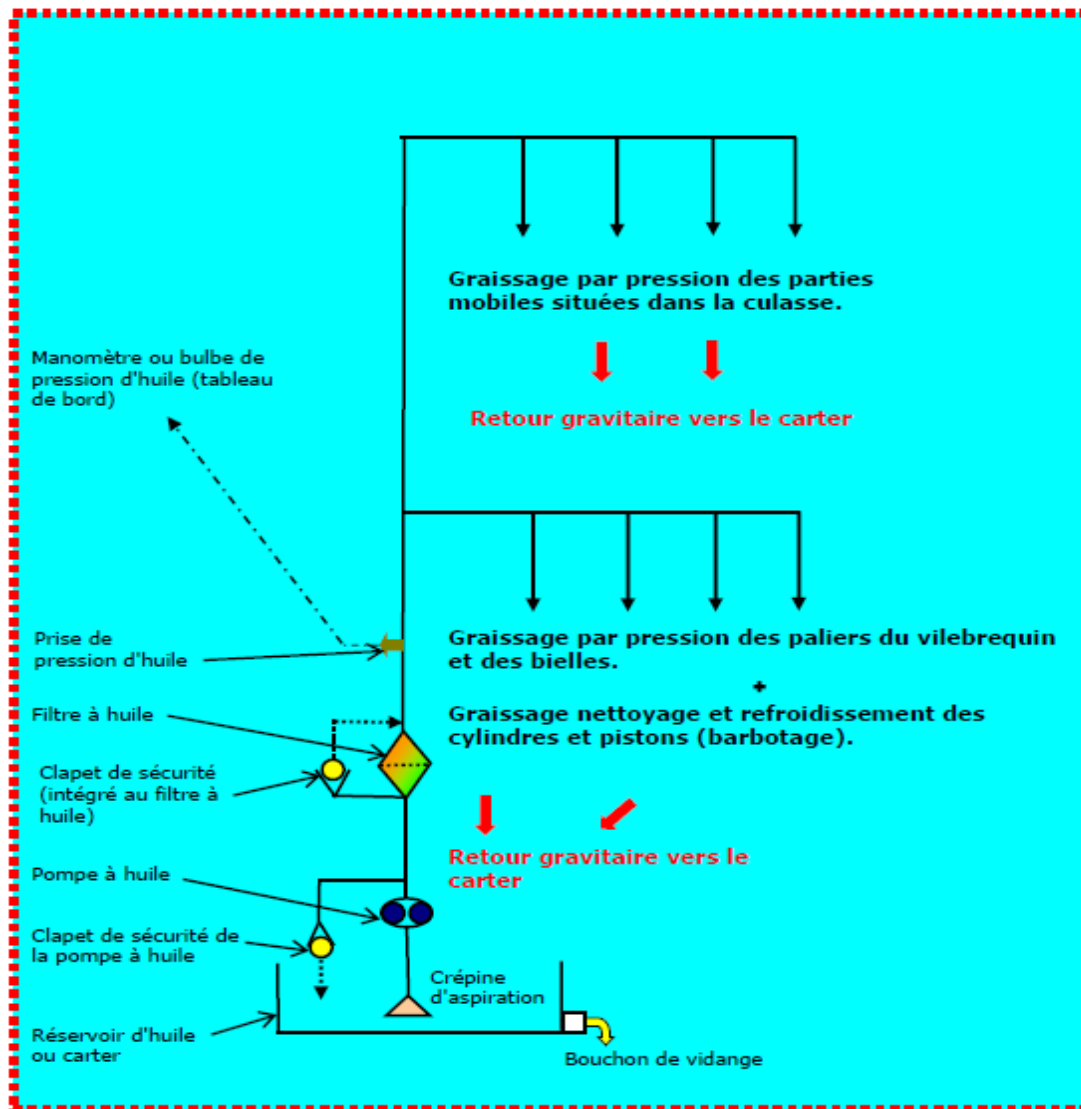 Graissage par pression des parties
mobiles situées dans la culasse.
Manomètre ou bulbe de
pression d'huile (tableau
de bord)
Retour gravitaire vers le carter
Prise de
pression d'huile
Graissage par pression des paliers du vilebrequin
et des bielles.
+
Graissage nettoyage et refroidissement des
cylindres et pistons (barbotage).
Filtre à huile
Clapet de sécurité
(intégré au filtre à
huile)
Retour gravitaire vers le
carter
Pompe à huile
Clapet de sécurité de
la pompe à huile
Crépine
d'aspiration
Réservoir d'huile
ou carter
Bouchon de vidange